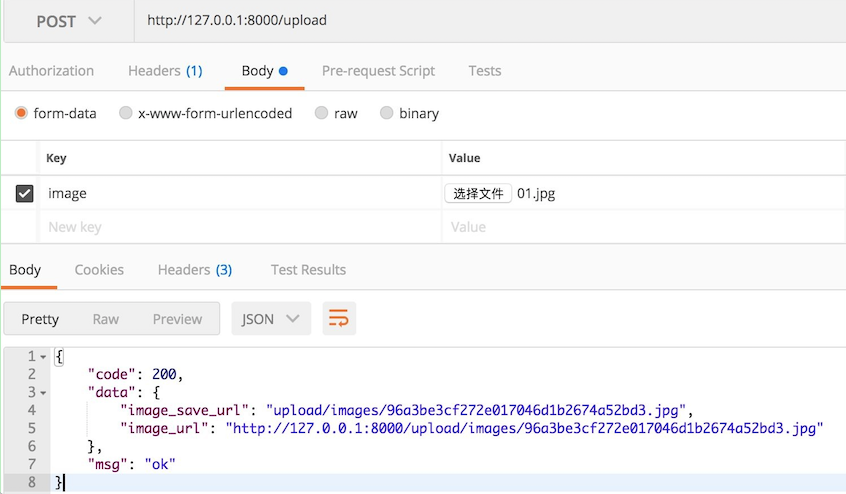 POST http://127.0.0.1:8000/upload
Authorization Headers (1) Body Pre-request Script Tests
form-data x-www-form-urlencoded raw binary
Key Value
image 选择文件 01.jpg
New key Value
Body Cookies Headers (3) Test Results
Pretty Raw Preview JSON
1 {
2 "code": 200,
3 "data": {
4 "image_save_url": "upload/images/96a3be3cf272e017046d1b2674a52bd3.jpg",
5 "image_url": "http://127.0.0.1:8000/upload/images/96a3be3cf272e017046d1b2674a52bd3.jpg"
6 },
7 "msg": "ok"
8 }